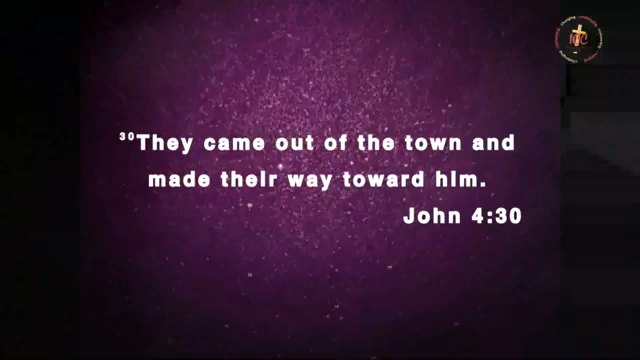 ³⁰They came out of the town and
made their way toward him.
John 4:30